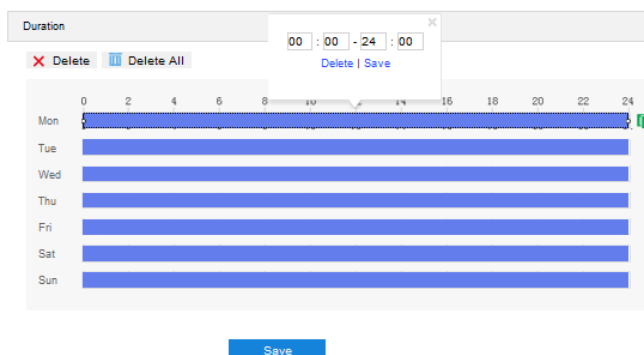 Duration
00 : 00 - 24 : 00
Delete | Save
Delete Delete All
0 2 4 6 8 10 12 14 16 18 20 22 24
Mon
Tue
Wed
Thu
Fri
Sat
Sun
Save